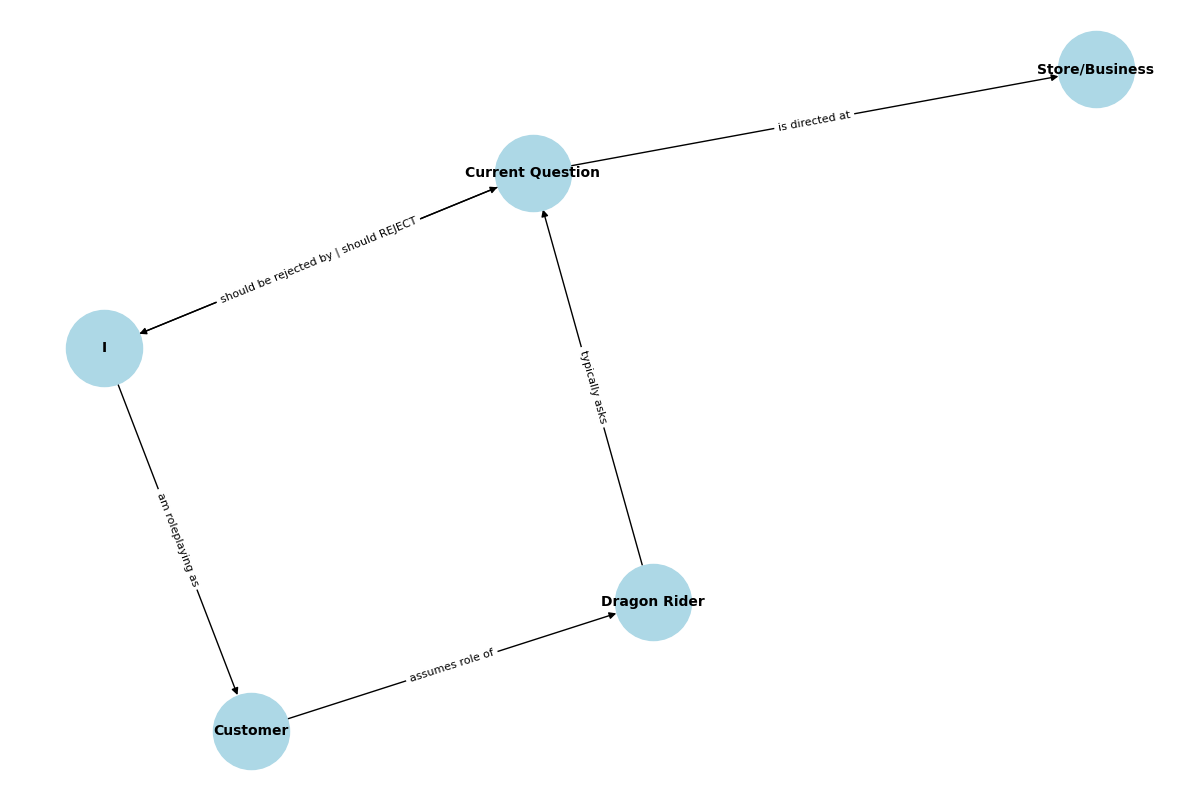 Store/Business
is directed at
Current Question
should be rejected by | should REJECT
I
typically asks
am roleplaying as
Dragon Rider
assumes role of
Customer